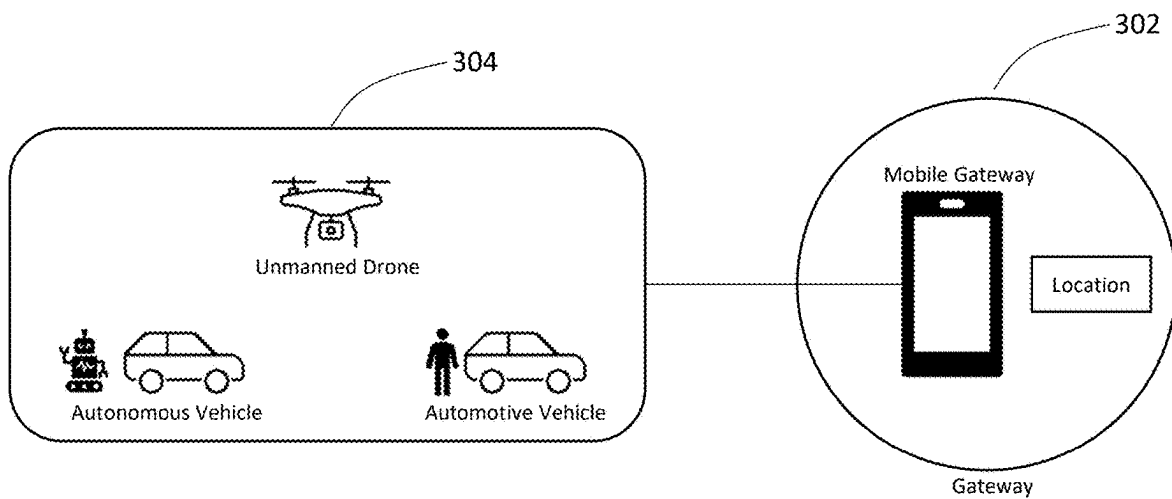 302
304
Mobile Gateway
Unmanned Drone
Location
Autonomous Vehicle
Automotive Vehicle
Gateway